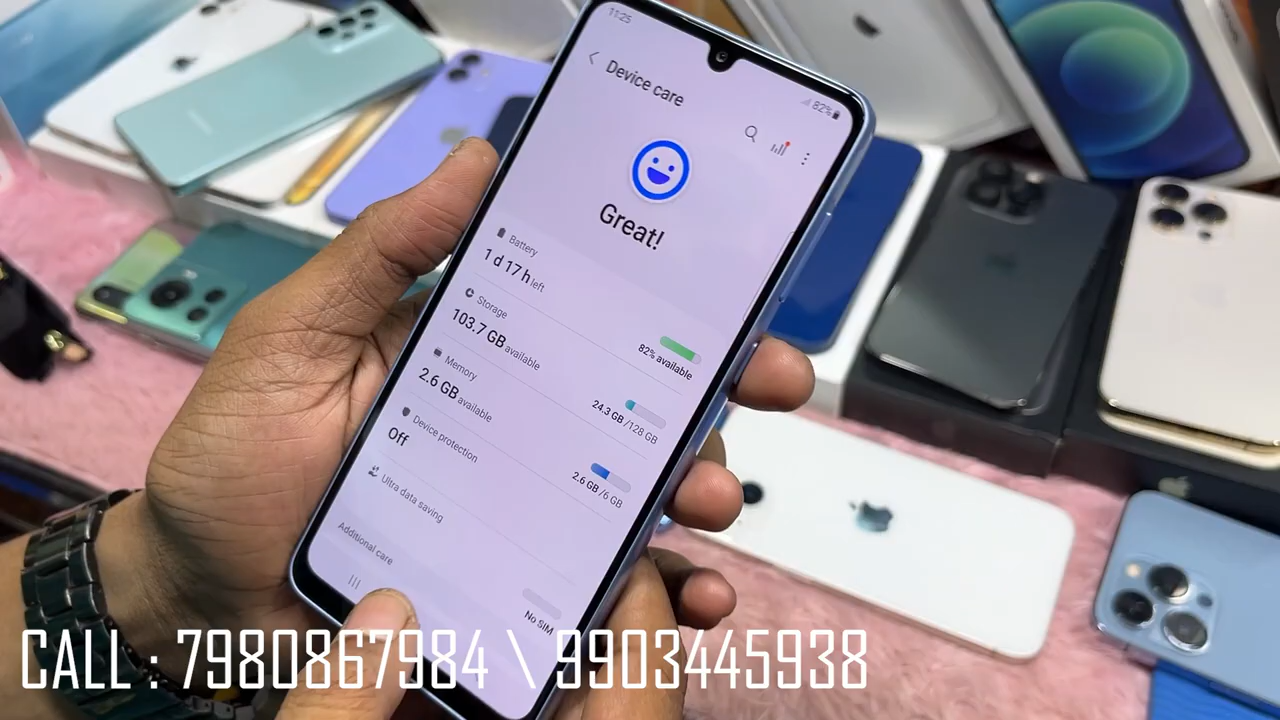 11:25
82%
Device care
Great!
Battery
1 d 17 h left
82% available
Storage
103.7 GB available
24.3 GB /128 GB
Memory
2.6 GB available
2.6 GB /6 GB
Device protection
Off
Ultra data saving
No SIM
Additional care
CALL : 7980867984 \ 9903445938